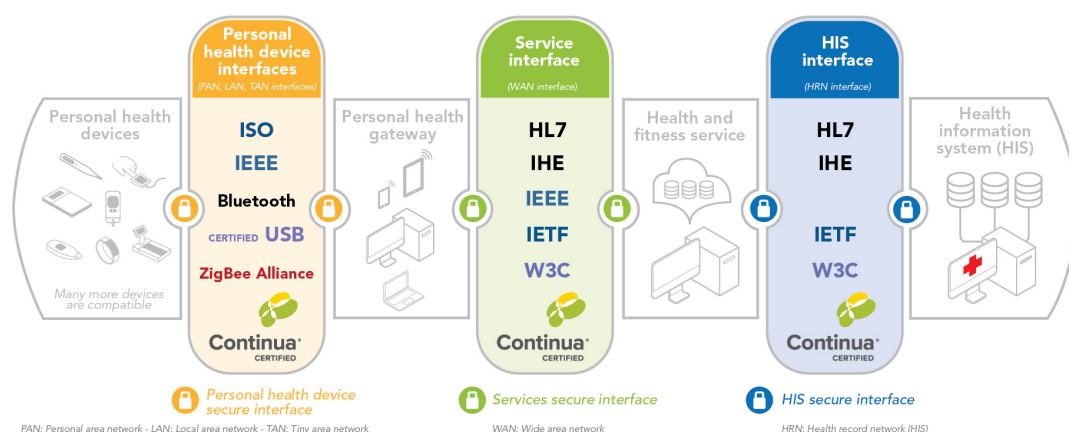 Personal health
devices
Many more devices
are compatible
Personal
health device
interfaces
(PAN, LAN, TAN interfaces)
ISO
IEEE
Bluetooth
CERTIFIED USB
ZigBee Alliance
Continua®
CERTIFIED
Personal health
gateway
Service
interface
(WAN interface)
HL7
IHE
IEEE
IETF
W3C
Continua®
CERTIFIED
Health and
fitness service
HIS
interface
(HRN interface)
HL7
IHE
IETF
W3C
Continua®
CERTIFIED
Health
information
system (HIS)
Personal health device
secure interface
Services secure interface
HIS secure interface
PAN: Personal area network - LAN: Local area network - TAN: Tiny area network
WAN: Wide area network
HRN: Health record network (HIS)